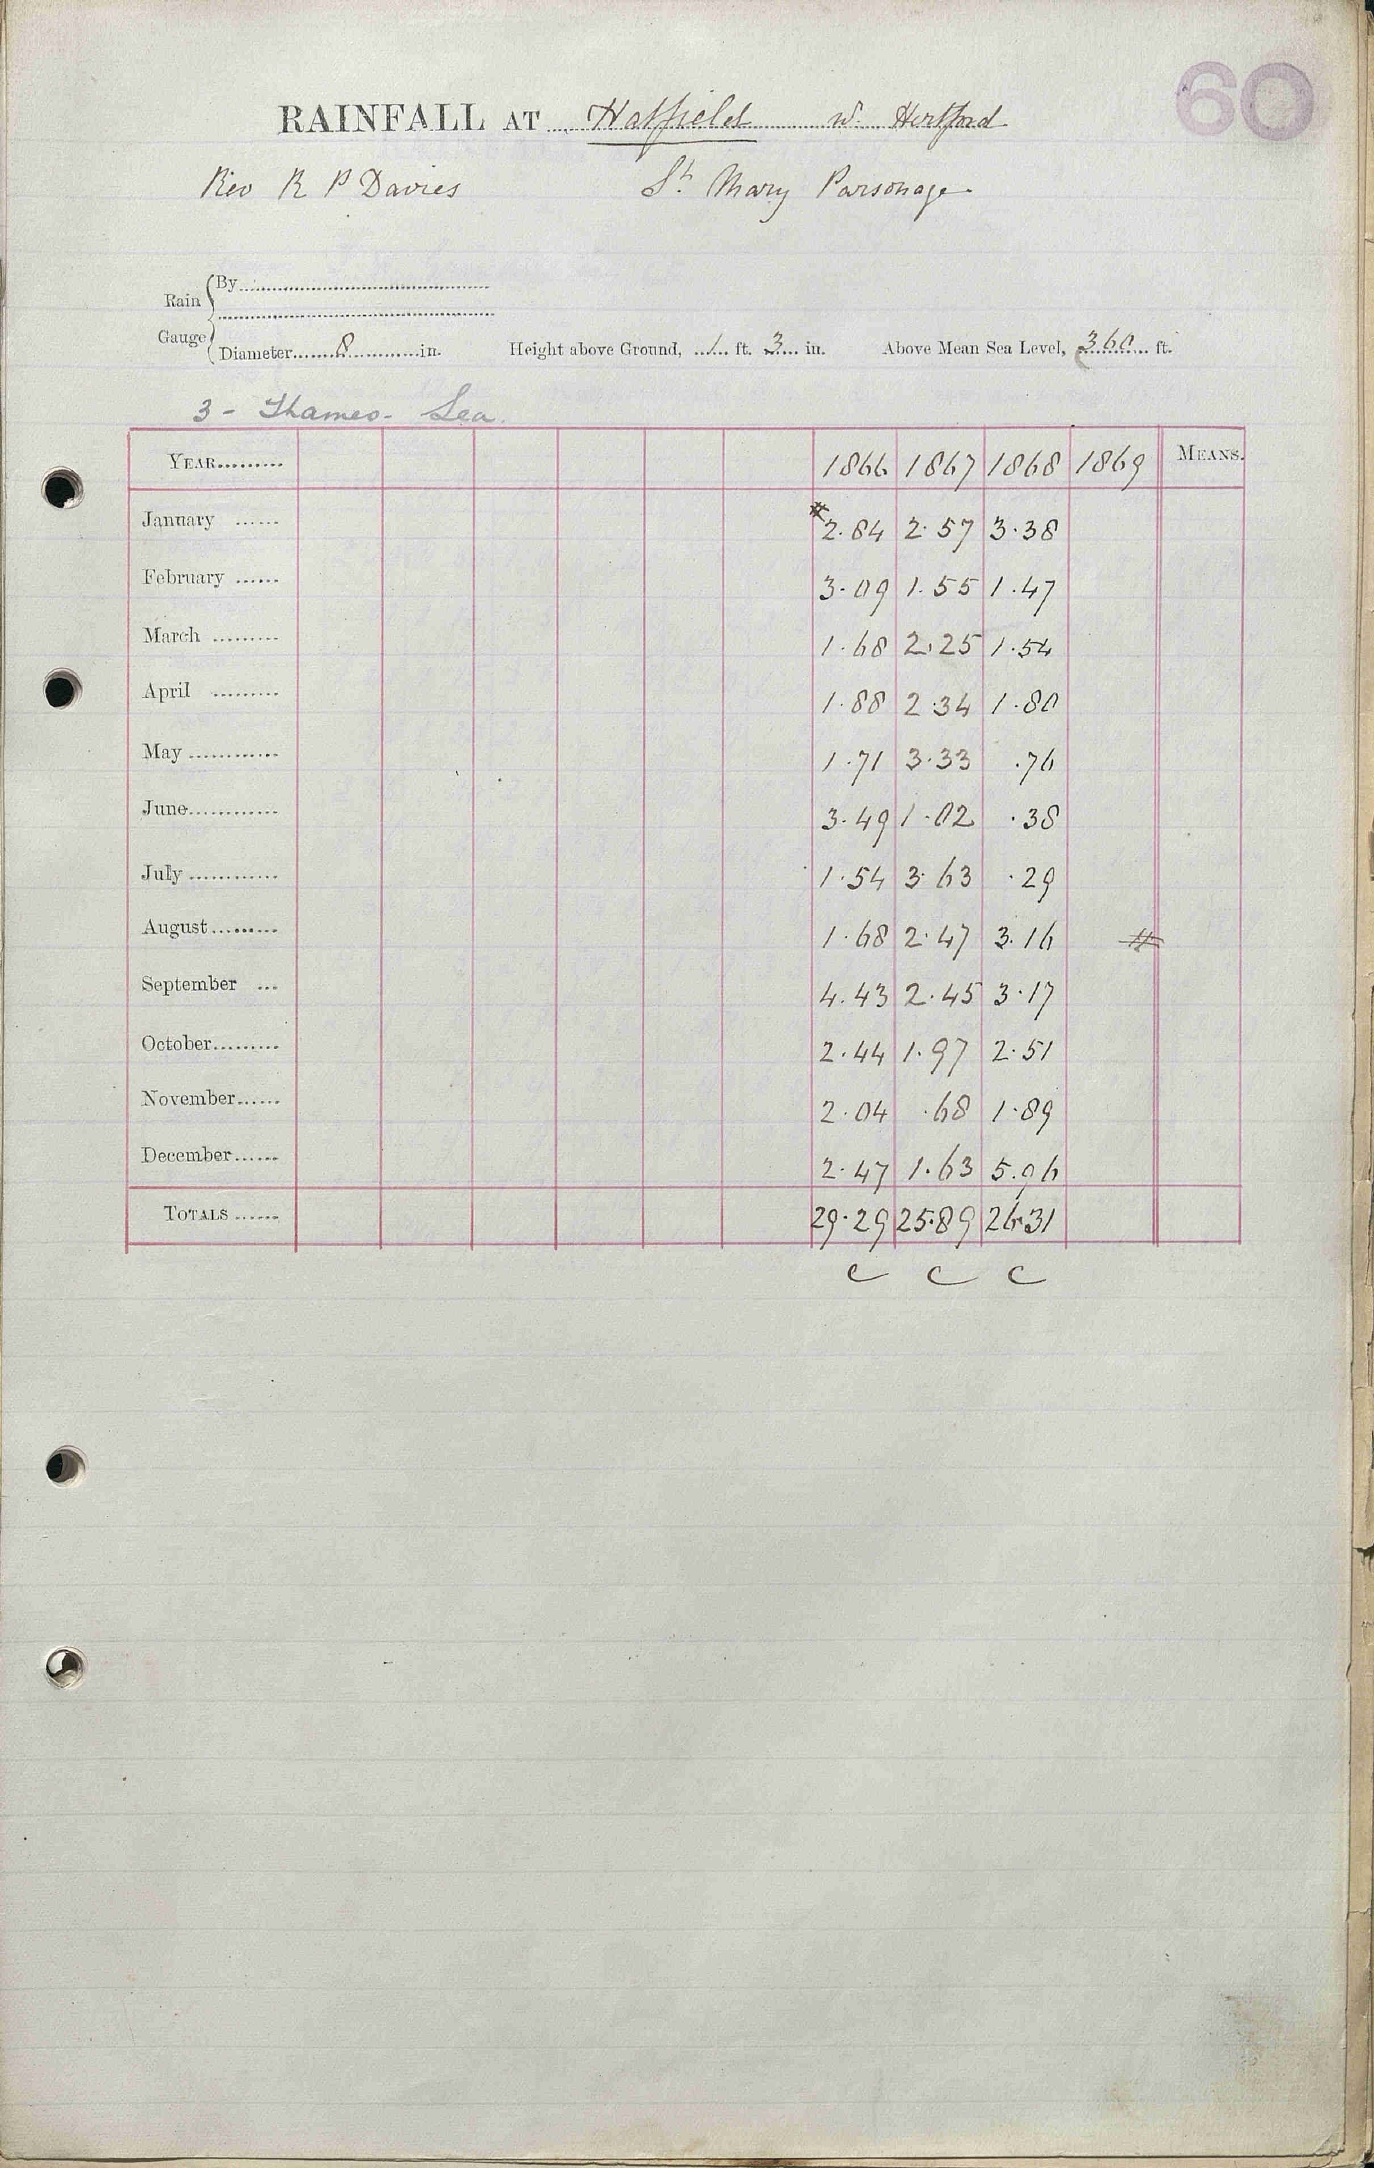 60
RAINFALL AT Hatfield W. Hertford
Rev R P Davies St. Mary Parsonage
Rain Gauge
By
Diameter 8 in. Height above Ground, 1 ft. 3 in. Above Mean Sea Level, 360 ft.
3 - Thames - Lea.
YEAR 1866 1867 1868 1869 MEANS.
January # 2.84 2.57 3.38
February 3.09 1.55 1.47
March 1.68 2.25 1.54
April 1.88 2.34 1.80
May 1.71 3.33 .76
June 3.49 1.02 .38
July 1.54 3.63 .29
August 1.68 2.47 3.16 #
September 4.43 2.45 3.17
October 2.44 1.97 2.51
November 2.04 .68 1.89
December 2.47 1.63 5.96
TOTALS 29.29 25.89 26.31
c c c